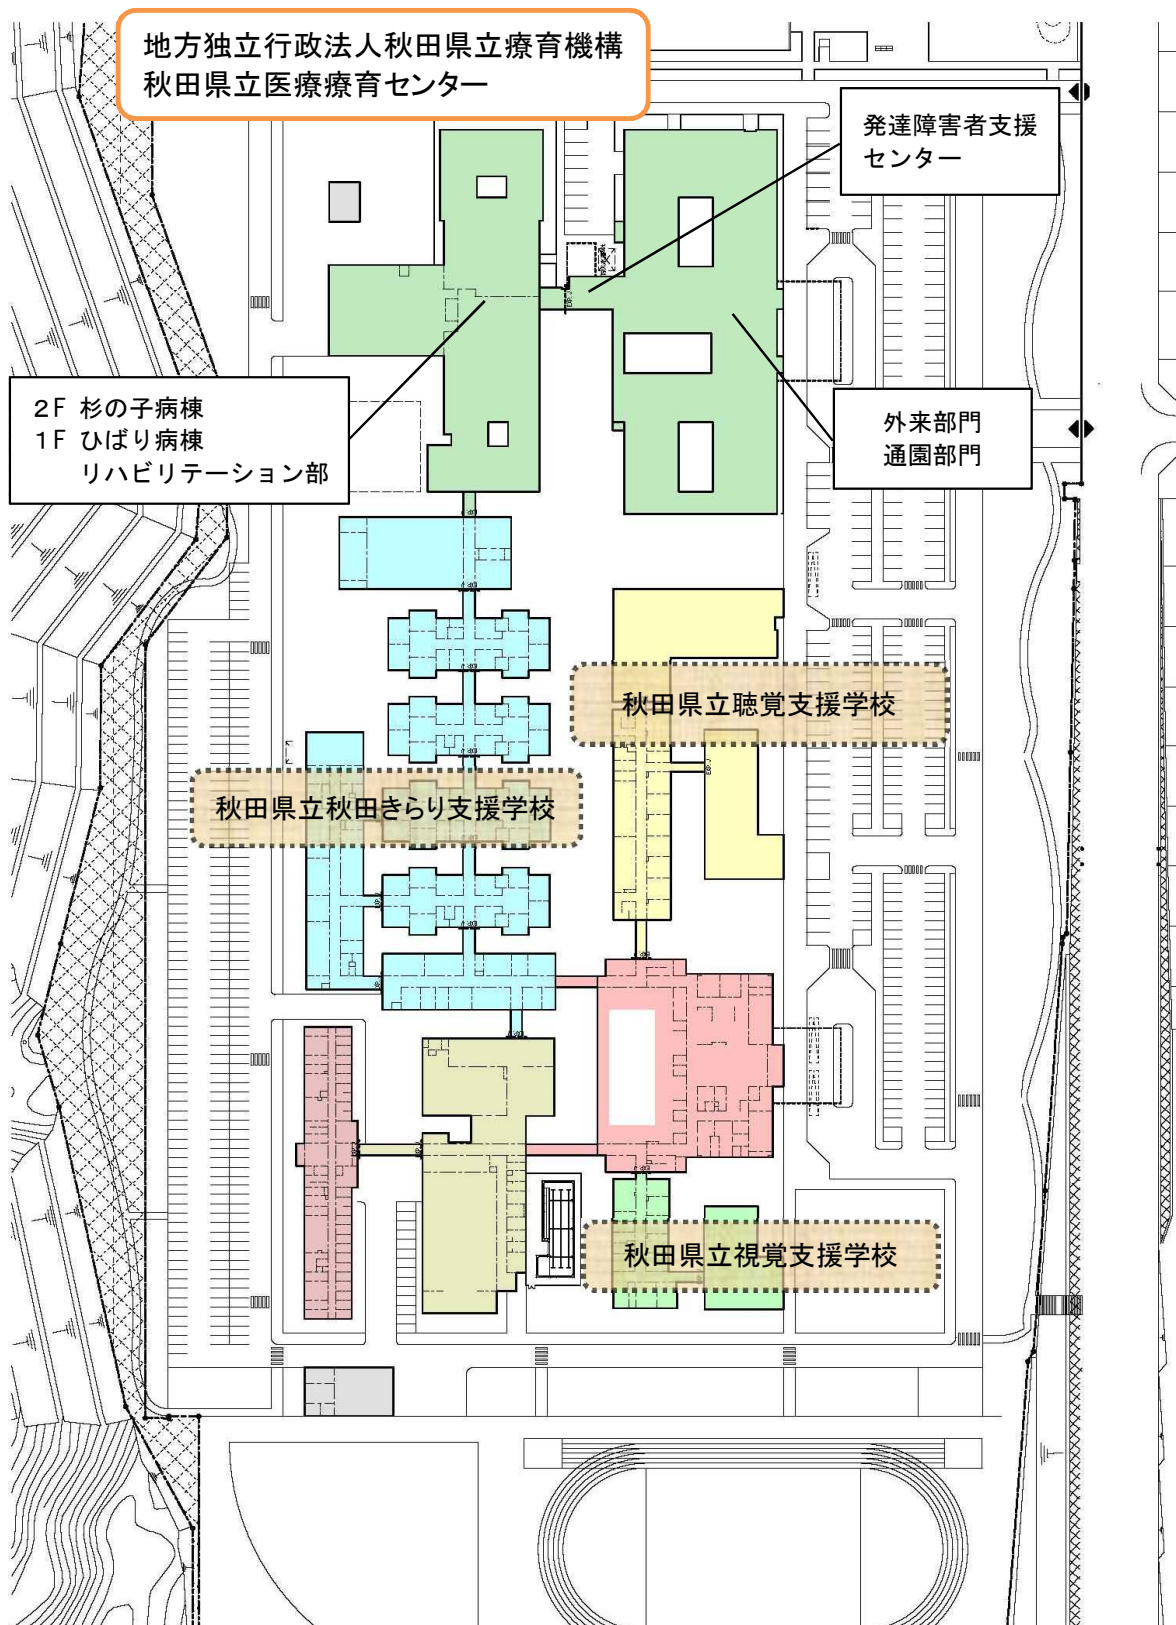 地方独立行政法人秋田県立療育機構
秋田県立医療療育センター
発達障害者支援
センター
2F 杉の子病棟
1F ひばり病棟
リハビリテーション部
外来部門
通園部門
秋田県立聴覚支援学校
秋田県立秋田きらり支援学校
秋田県立視覚支援学校